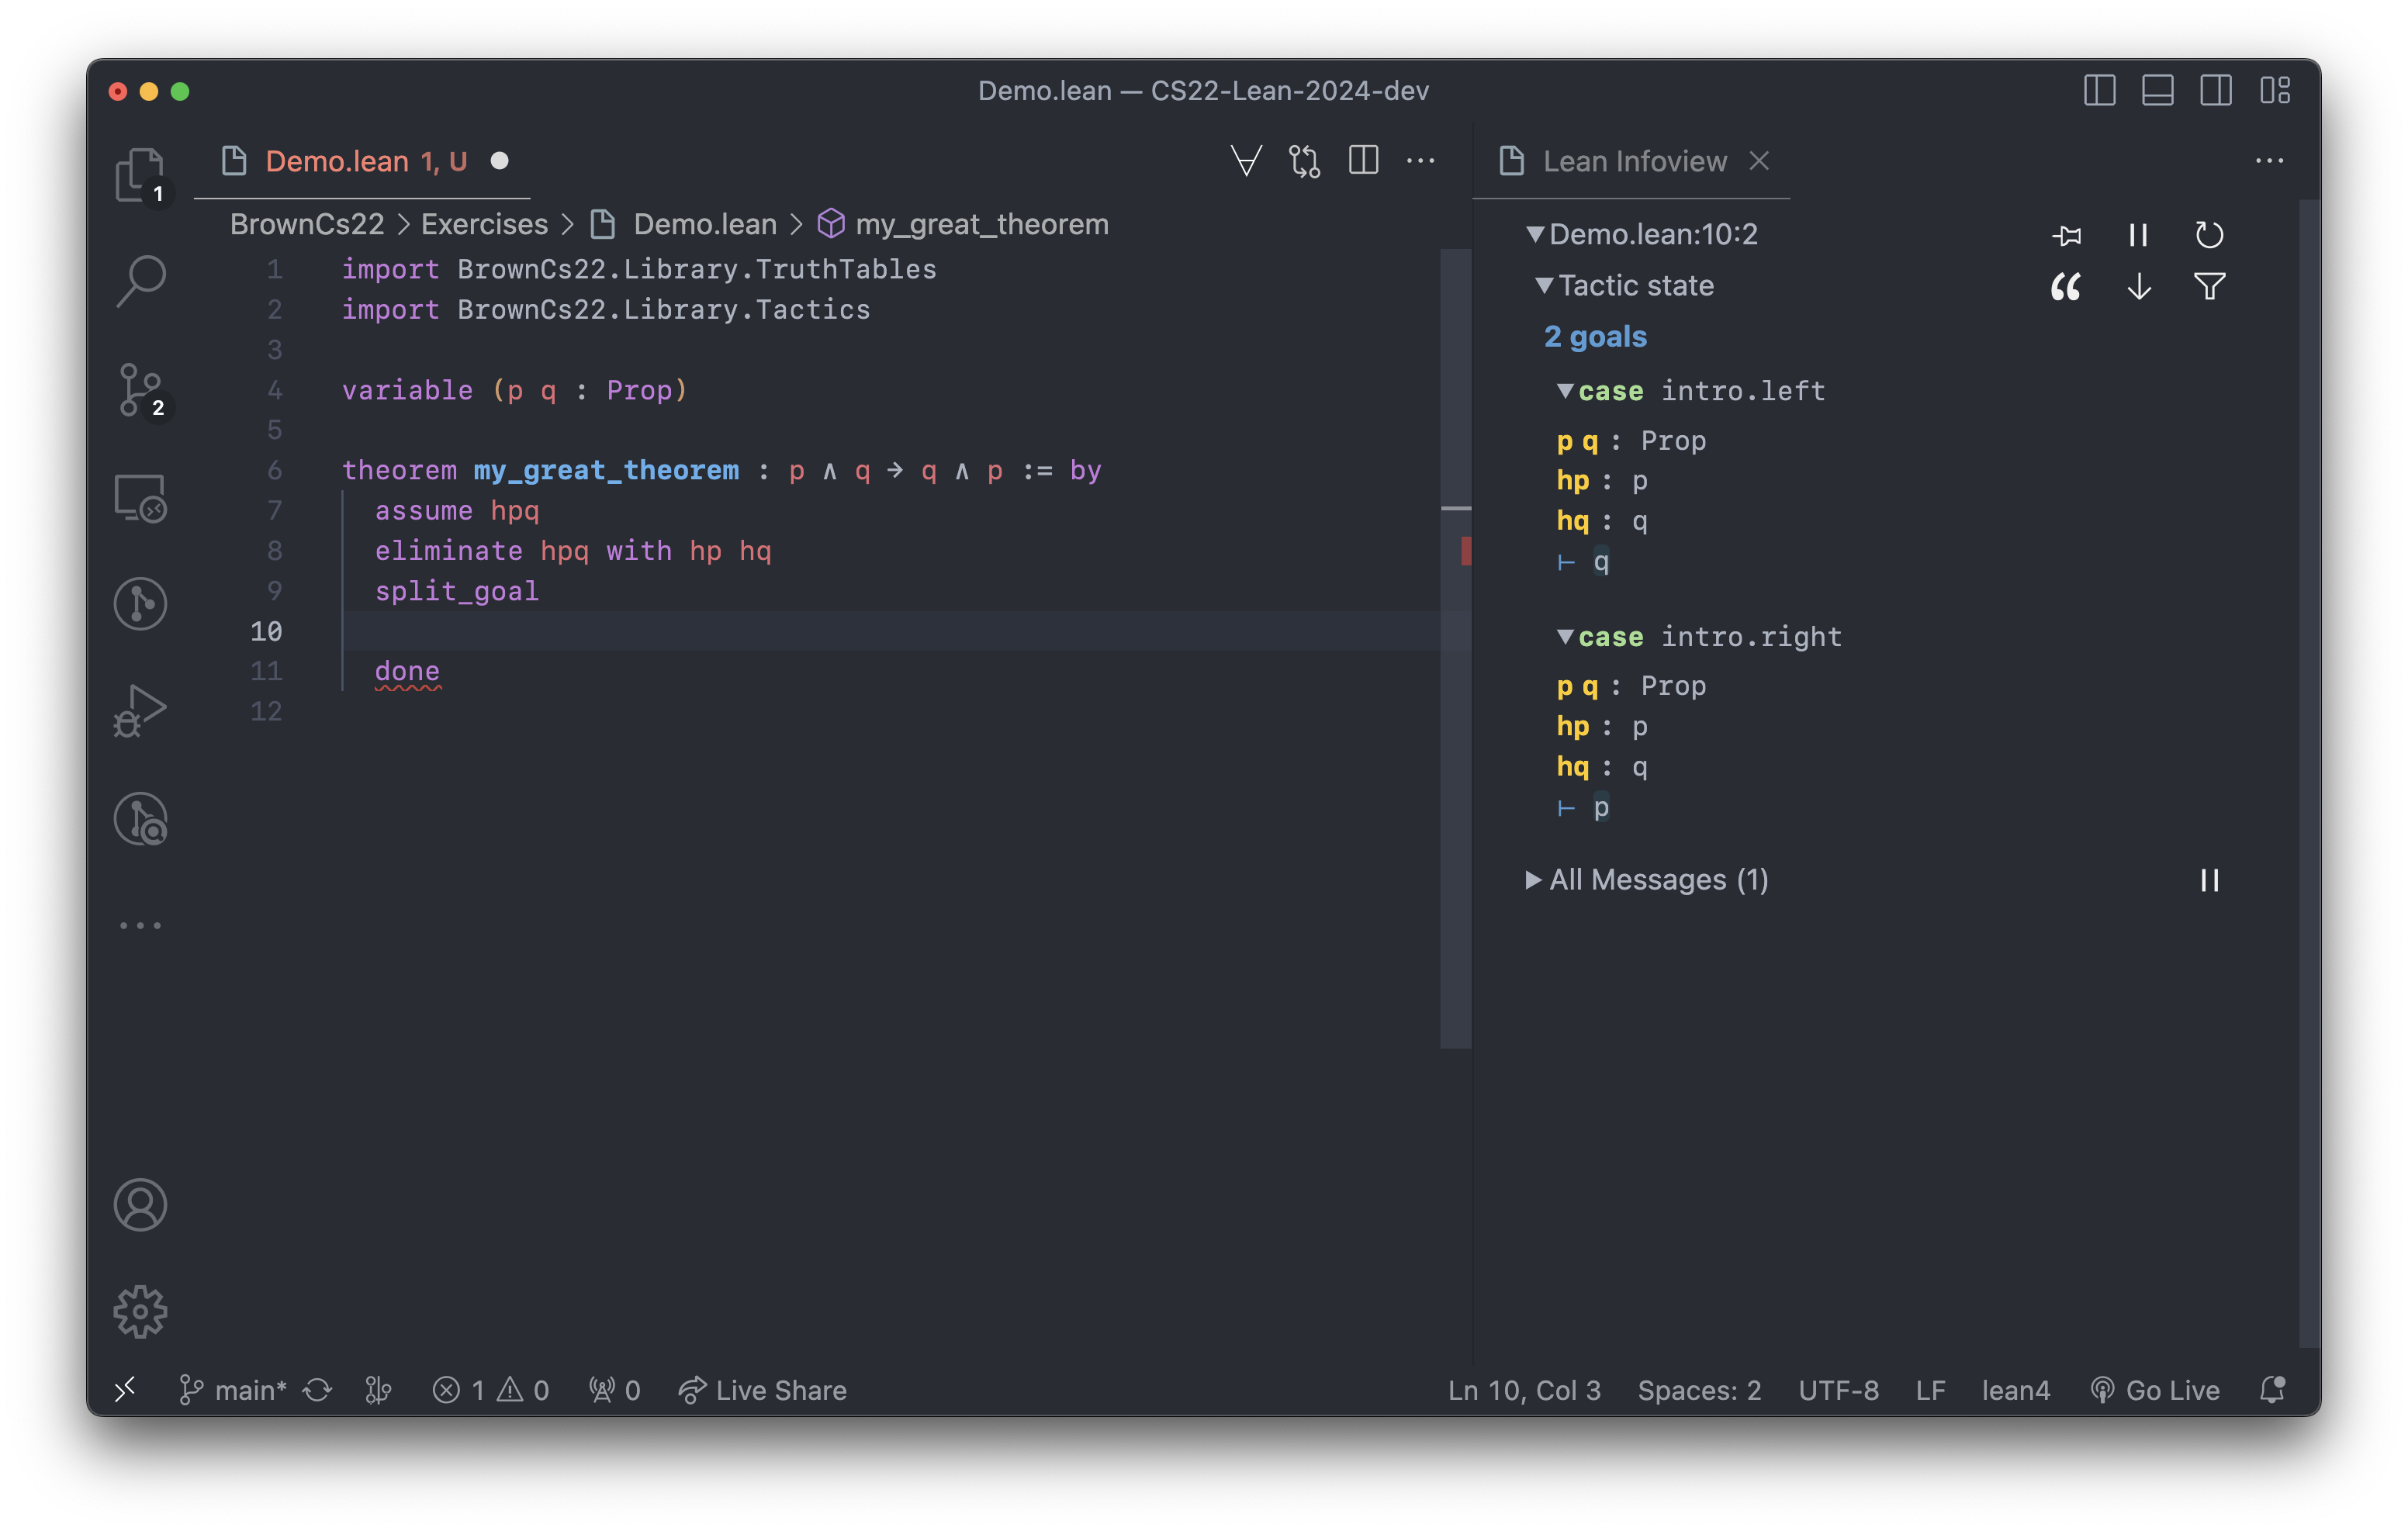 Demo.lean — CS22-Lean-2024-dev
1
2
Demo.lean 1, U
BrownCs22 > Exercises > Demo.lean > my_great_theorem
1 import BrownCs22.Library.TruthTables
2 import BrownCs22.Library.Tactics
3
4 variable (p q : Prop)
5
6 theorem my_great_theorem : p ∧ q → q ∧ p := by
7 assume hpq
8 eliminate hpq with hp hq
9 split_goal
10
11 done
12
Lean Infoview
Demo.lean:10:2
Tactic state
2 goals
case intro.left
p q : Prop
hp : p
hq : q
⊢ q
case intro.right
p q : Prop
hp : p
hq : q
⊢ p
All Messages (1)
main* 1 0 0 Live Share Ln 10, Col 3 Spaces: 2 UTF-8 LF lean4 Go Live